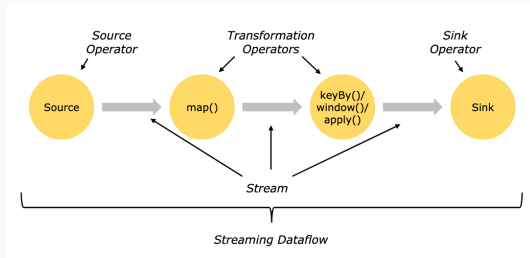 Source
Operator
Transformation
Operators
Sink
Operator
Source
map()
keyBy()/
window()/
apply()
Sink
Stream
Streaming Dataflow